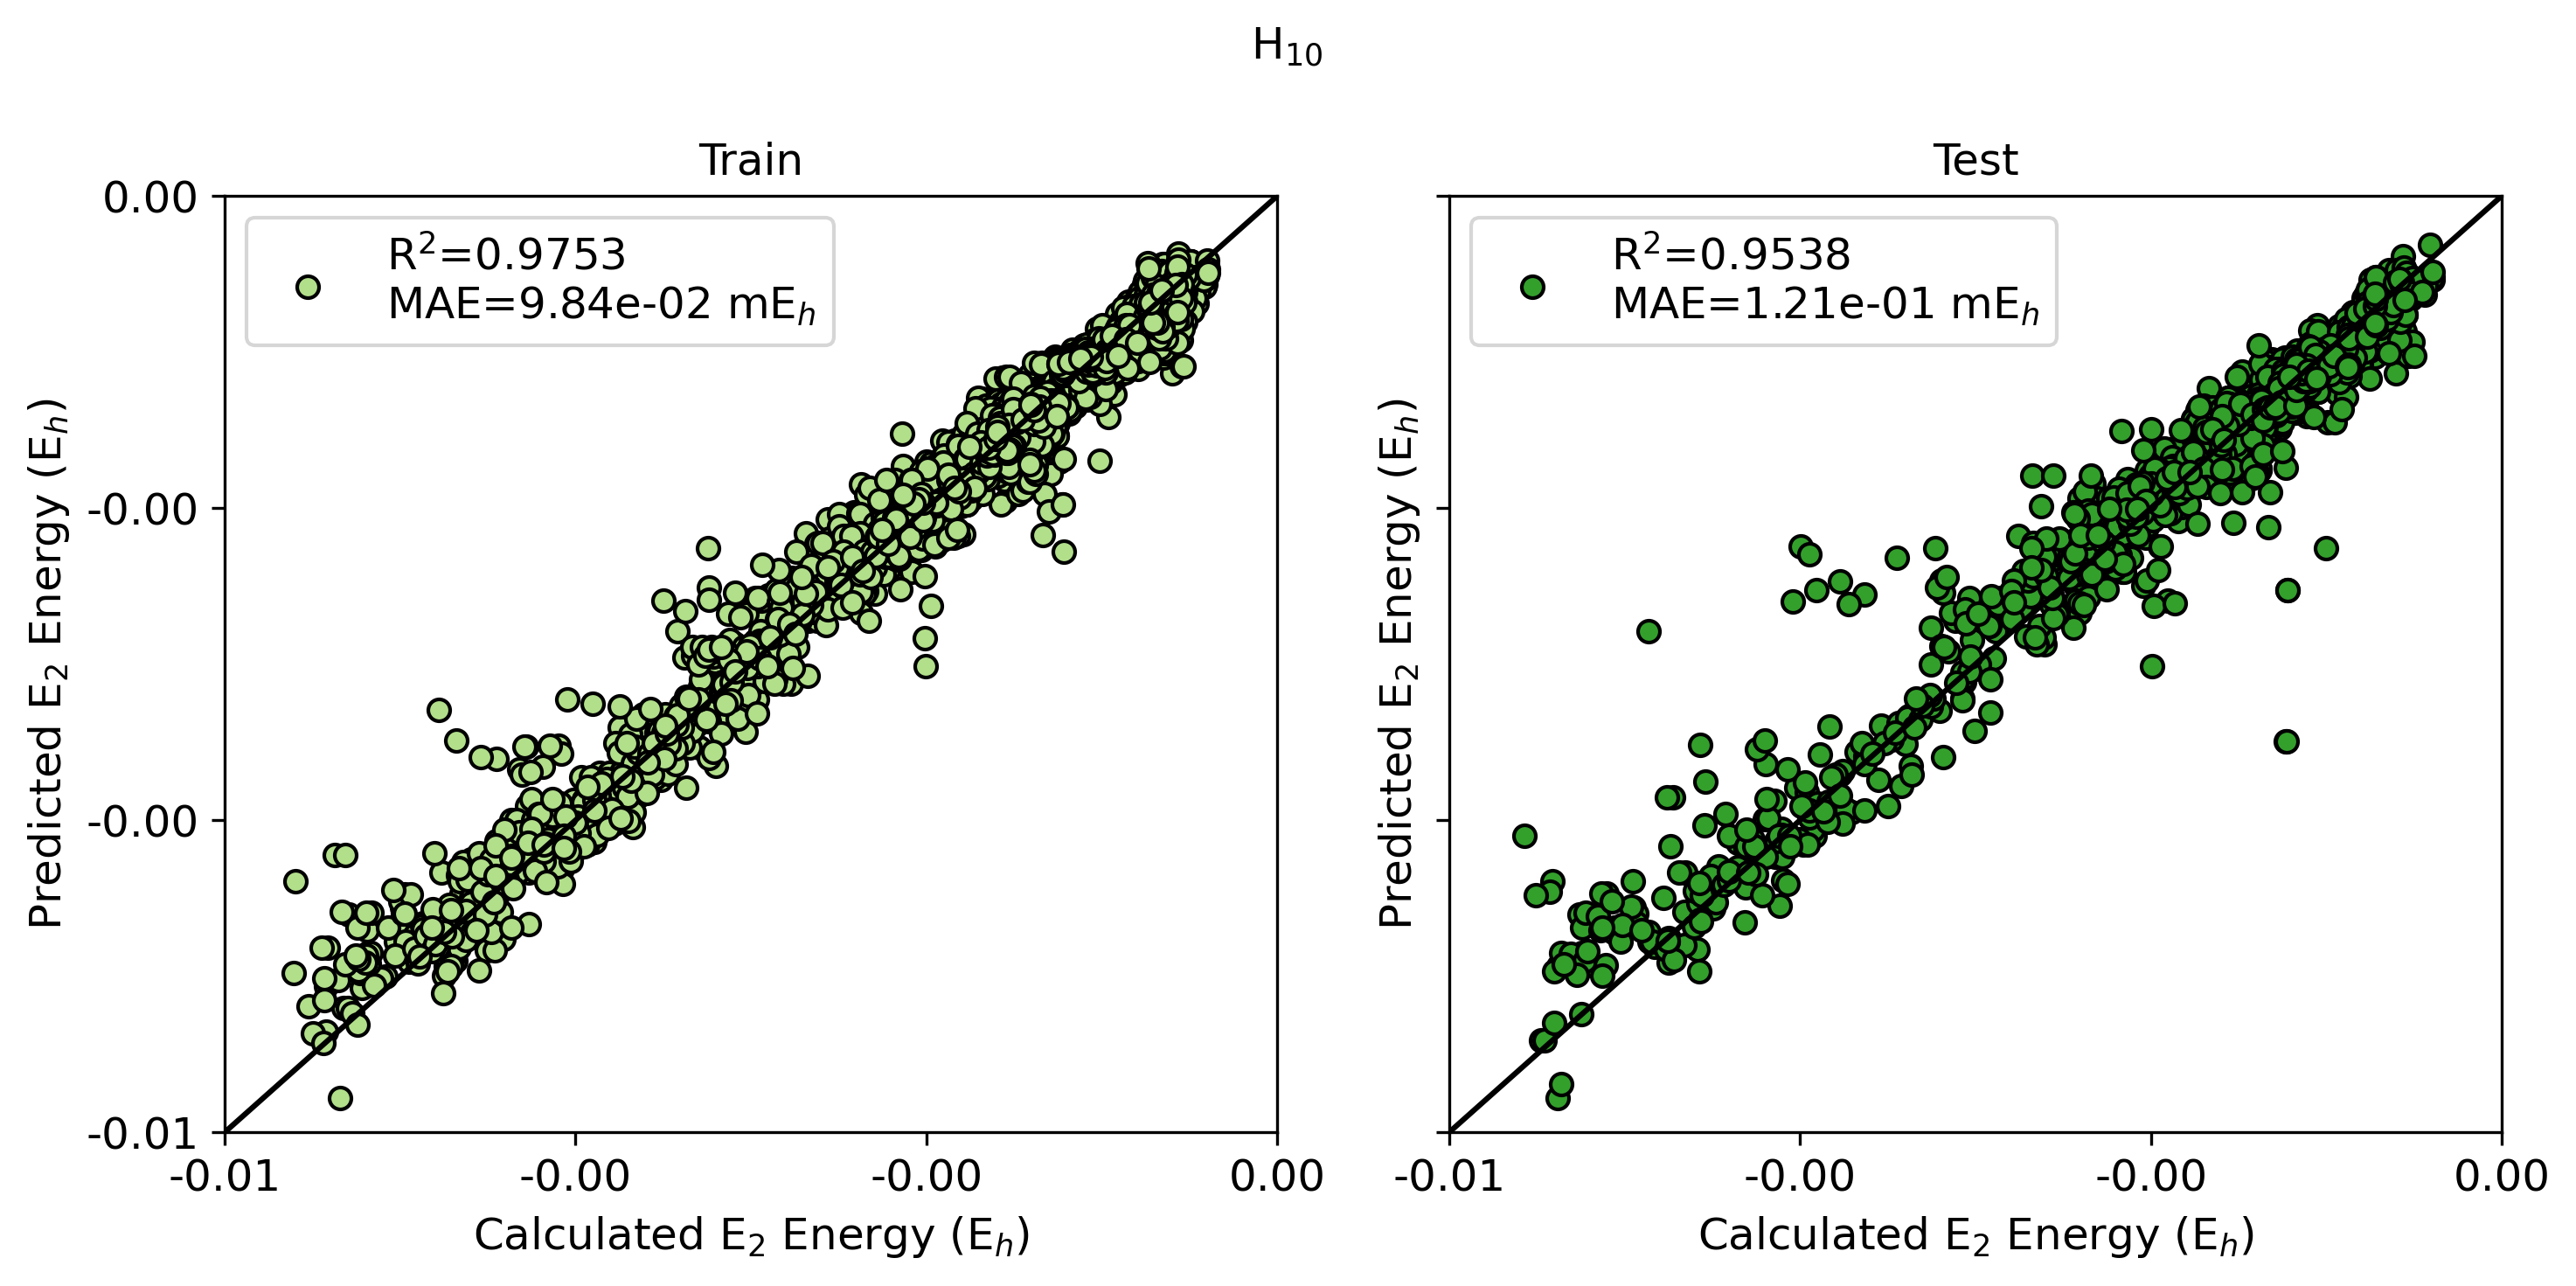 H₁₀
Train
R²=0.9753
MAE=9.84e-02 mEₕ
0.00
-0.00
-0.00
-0.01
Predicted E₂ Energy (Eₕ)
-0.01
-0.00
-0.00
0.00
Calculated E₂ Energy (Eₕ)
Test
R²=0.9538
MAE=1.21e-01 mEₕ
Predicted E₂ Energy (Eₕ)
-0.01
-0.00
-0.00
0.00
Calculated E₂ Energy (Eₕ)